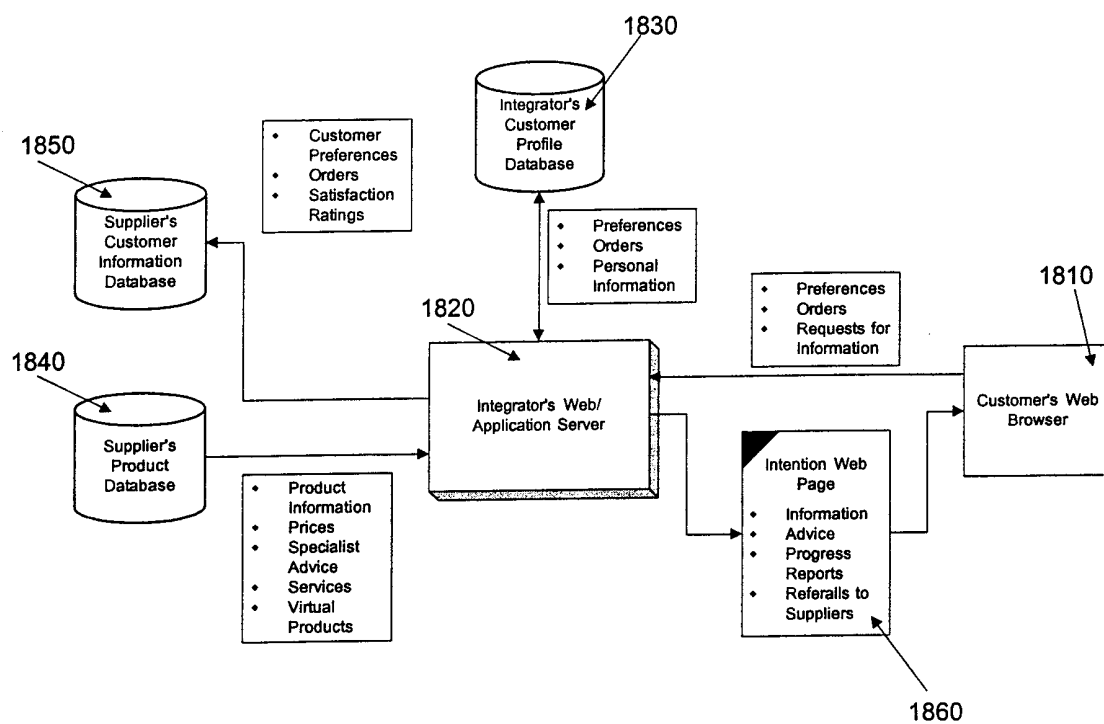 1830
Integrator's
Customer
Profile
Database
1850
♦ Customer
Preferences
♦ Orders
♦ Satisfaction
Ratings
Supplier's
Customer
Information
Database
♦ Preferences
♦ Orders
♦ Personal
Information
1810
♦ Preferences
♦ Orders
♦ Requests for
Information
1820
1840
Integrator's Web/
Application Server
Customer's Web
Browser
Supplier's
Product
Database
Intention Web
Page
♦ Information
♦ Advice
♦ Progress
Reports
♦ Referalls to
Suppliers
♦ Product
Information
♦ Prices
♦ Specialist
Advice
♦ Services
♦ Virtual
Products
1860